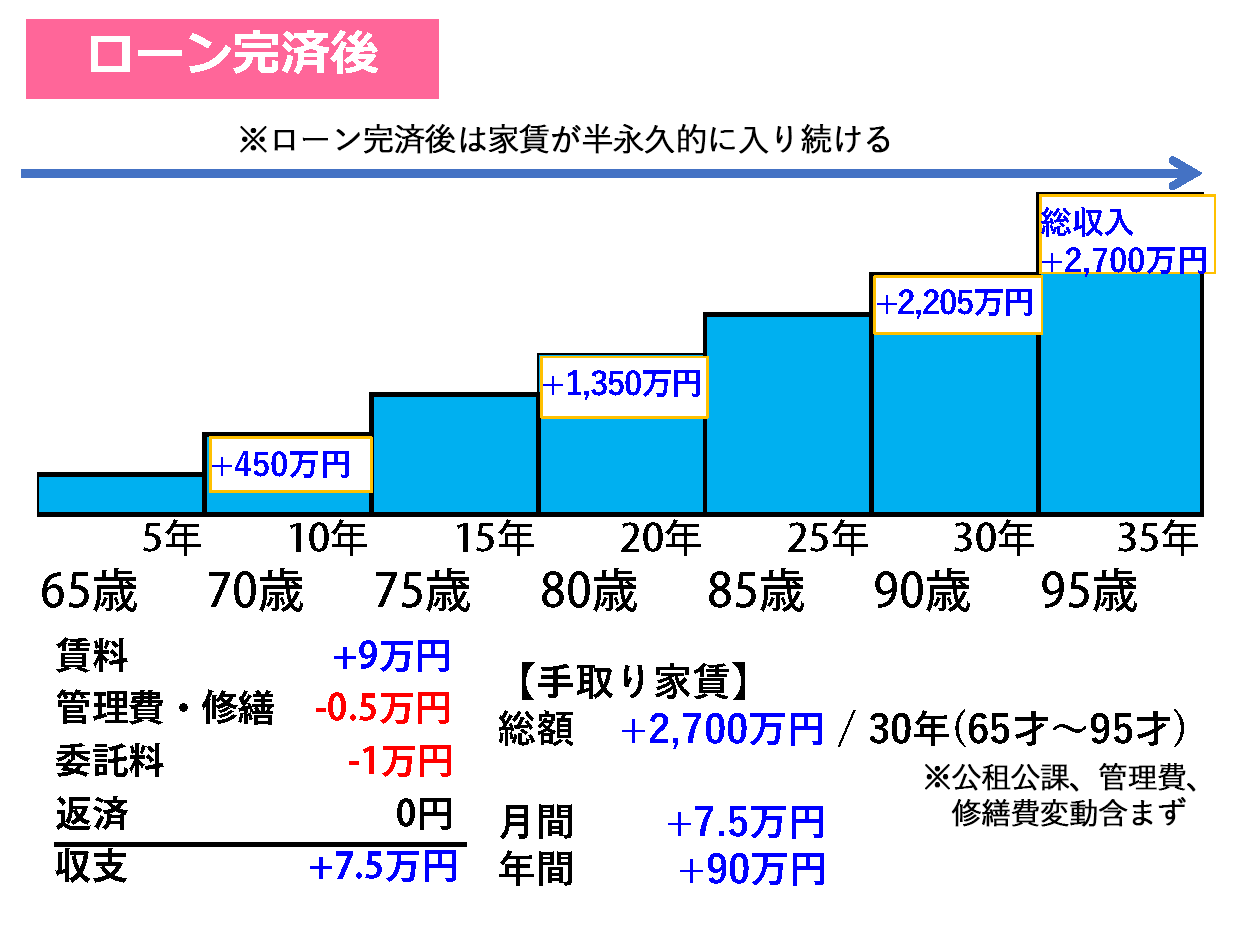 ローン完済後
※ローン完済後は家賃が半永久的に入り続ける
総収入
+2,700万円
+2,205万円
+1,350万円
+450万円
5年 10年 15年 20年 25年 30年 35年
65歳 70歳 75歳 80歳 85歳 90歳 95歳
賃料 +9万円
管理費・修繕 -0.5万円
委託料 -1万円
返済 0円
収支 +7.5万円
【手取り家賃】
総額 +2,700万円 / 30年(65才~95才)
※公租公課、管理費、
修繕費変動含まず
月間 +7.5万円
年間 +90万円